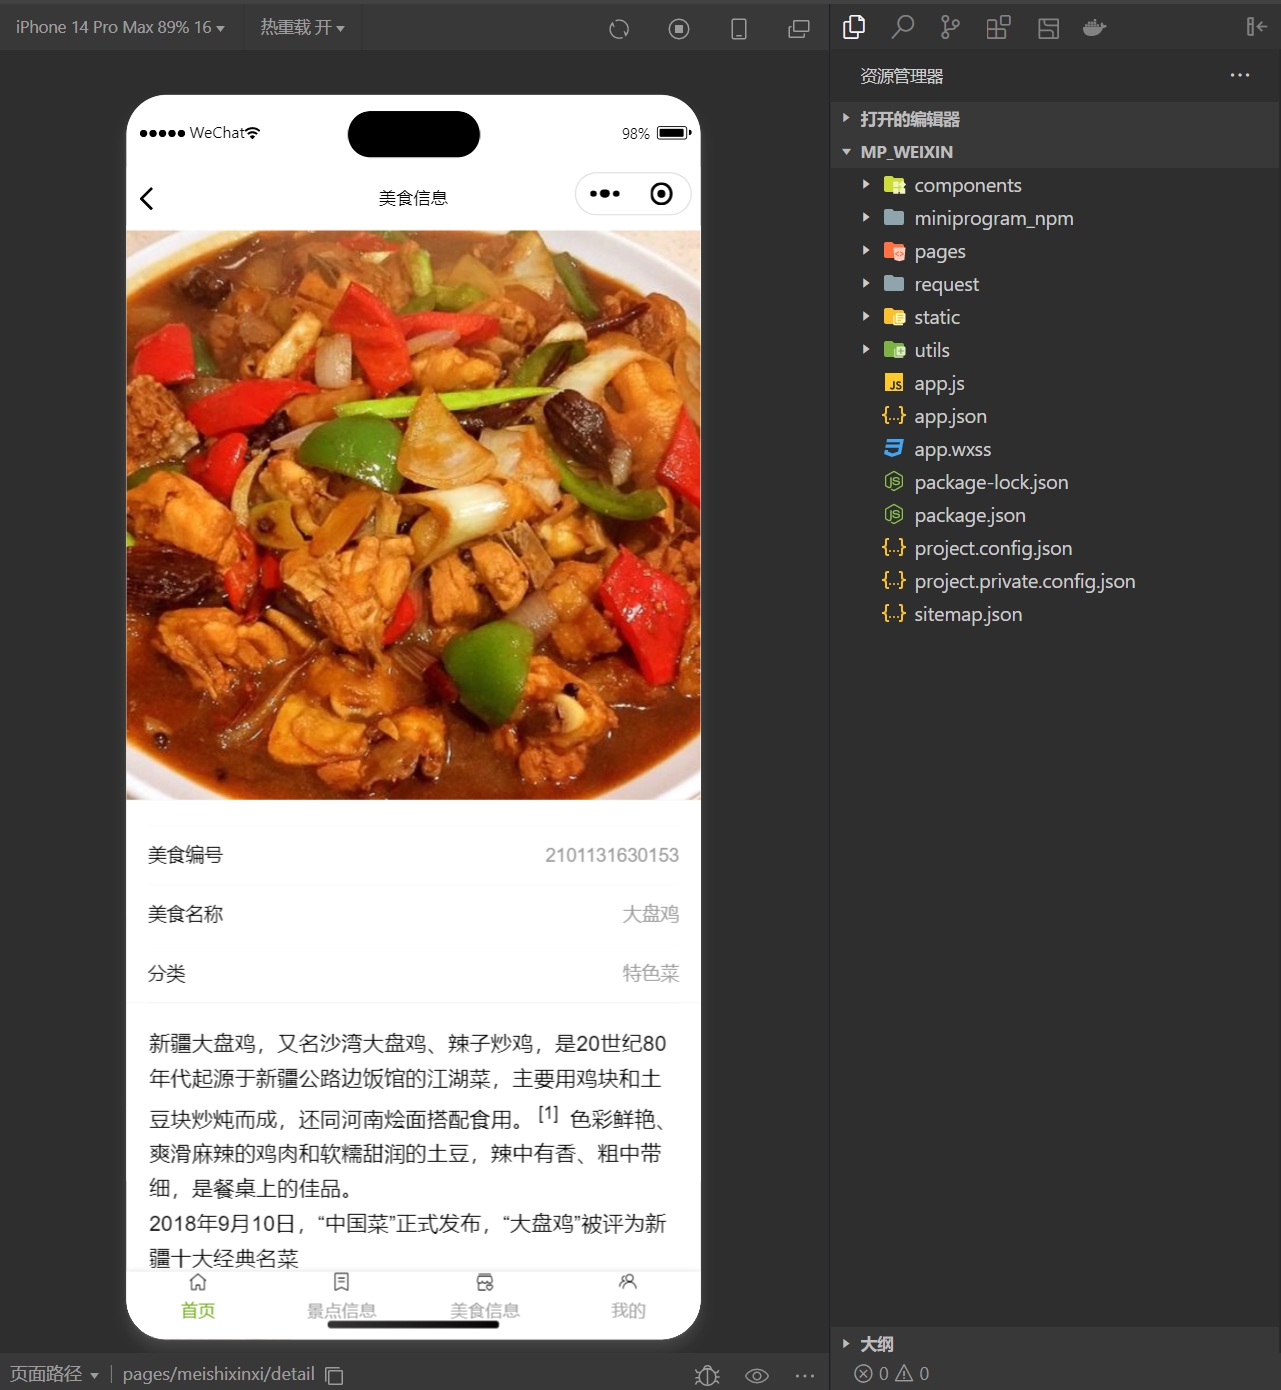 iPhone 14 Pro Max 89% 16
热重载 开
WeChat
98%
美食信息
美食编号
2101131630153
美食名称
大盘鸡
分类
特色菜
新疆大盘鸡，又名沙湾大盘鸡、辣子炒鸡，是20世纪80
年代起源于新疆公路边饭馆的江湖菜，主要用鸡块和土
豆块炒炖而成，还同河南烩面搭配食用。 [1] 色彩鲜艳、
爽滑麻辣的鸡肉和软糯甜润的土豆，辣中有香、粗中带
细，是餐桌上的佳品。
2018年9月10日，“中国菜”正式发布，“大盘鸡”被评为新
疆十大经典名菜
首页
景点信息
美食信息
我的
页面路径
pages/meishixinxi/detail
资源管理器
打开的编辑器
MP_WEIXIN
components
miniprogram_npm
pages
request
static
utils
JS app.js
{..} app.json
app.wxss
JS package-lock.json
JS package.json
{..} project.config.json
{..} project.private.config.json
{..} sitemap.json
大纲
0 0